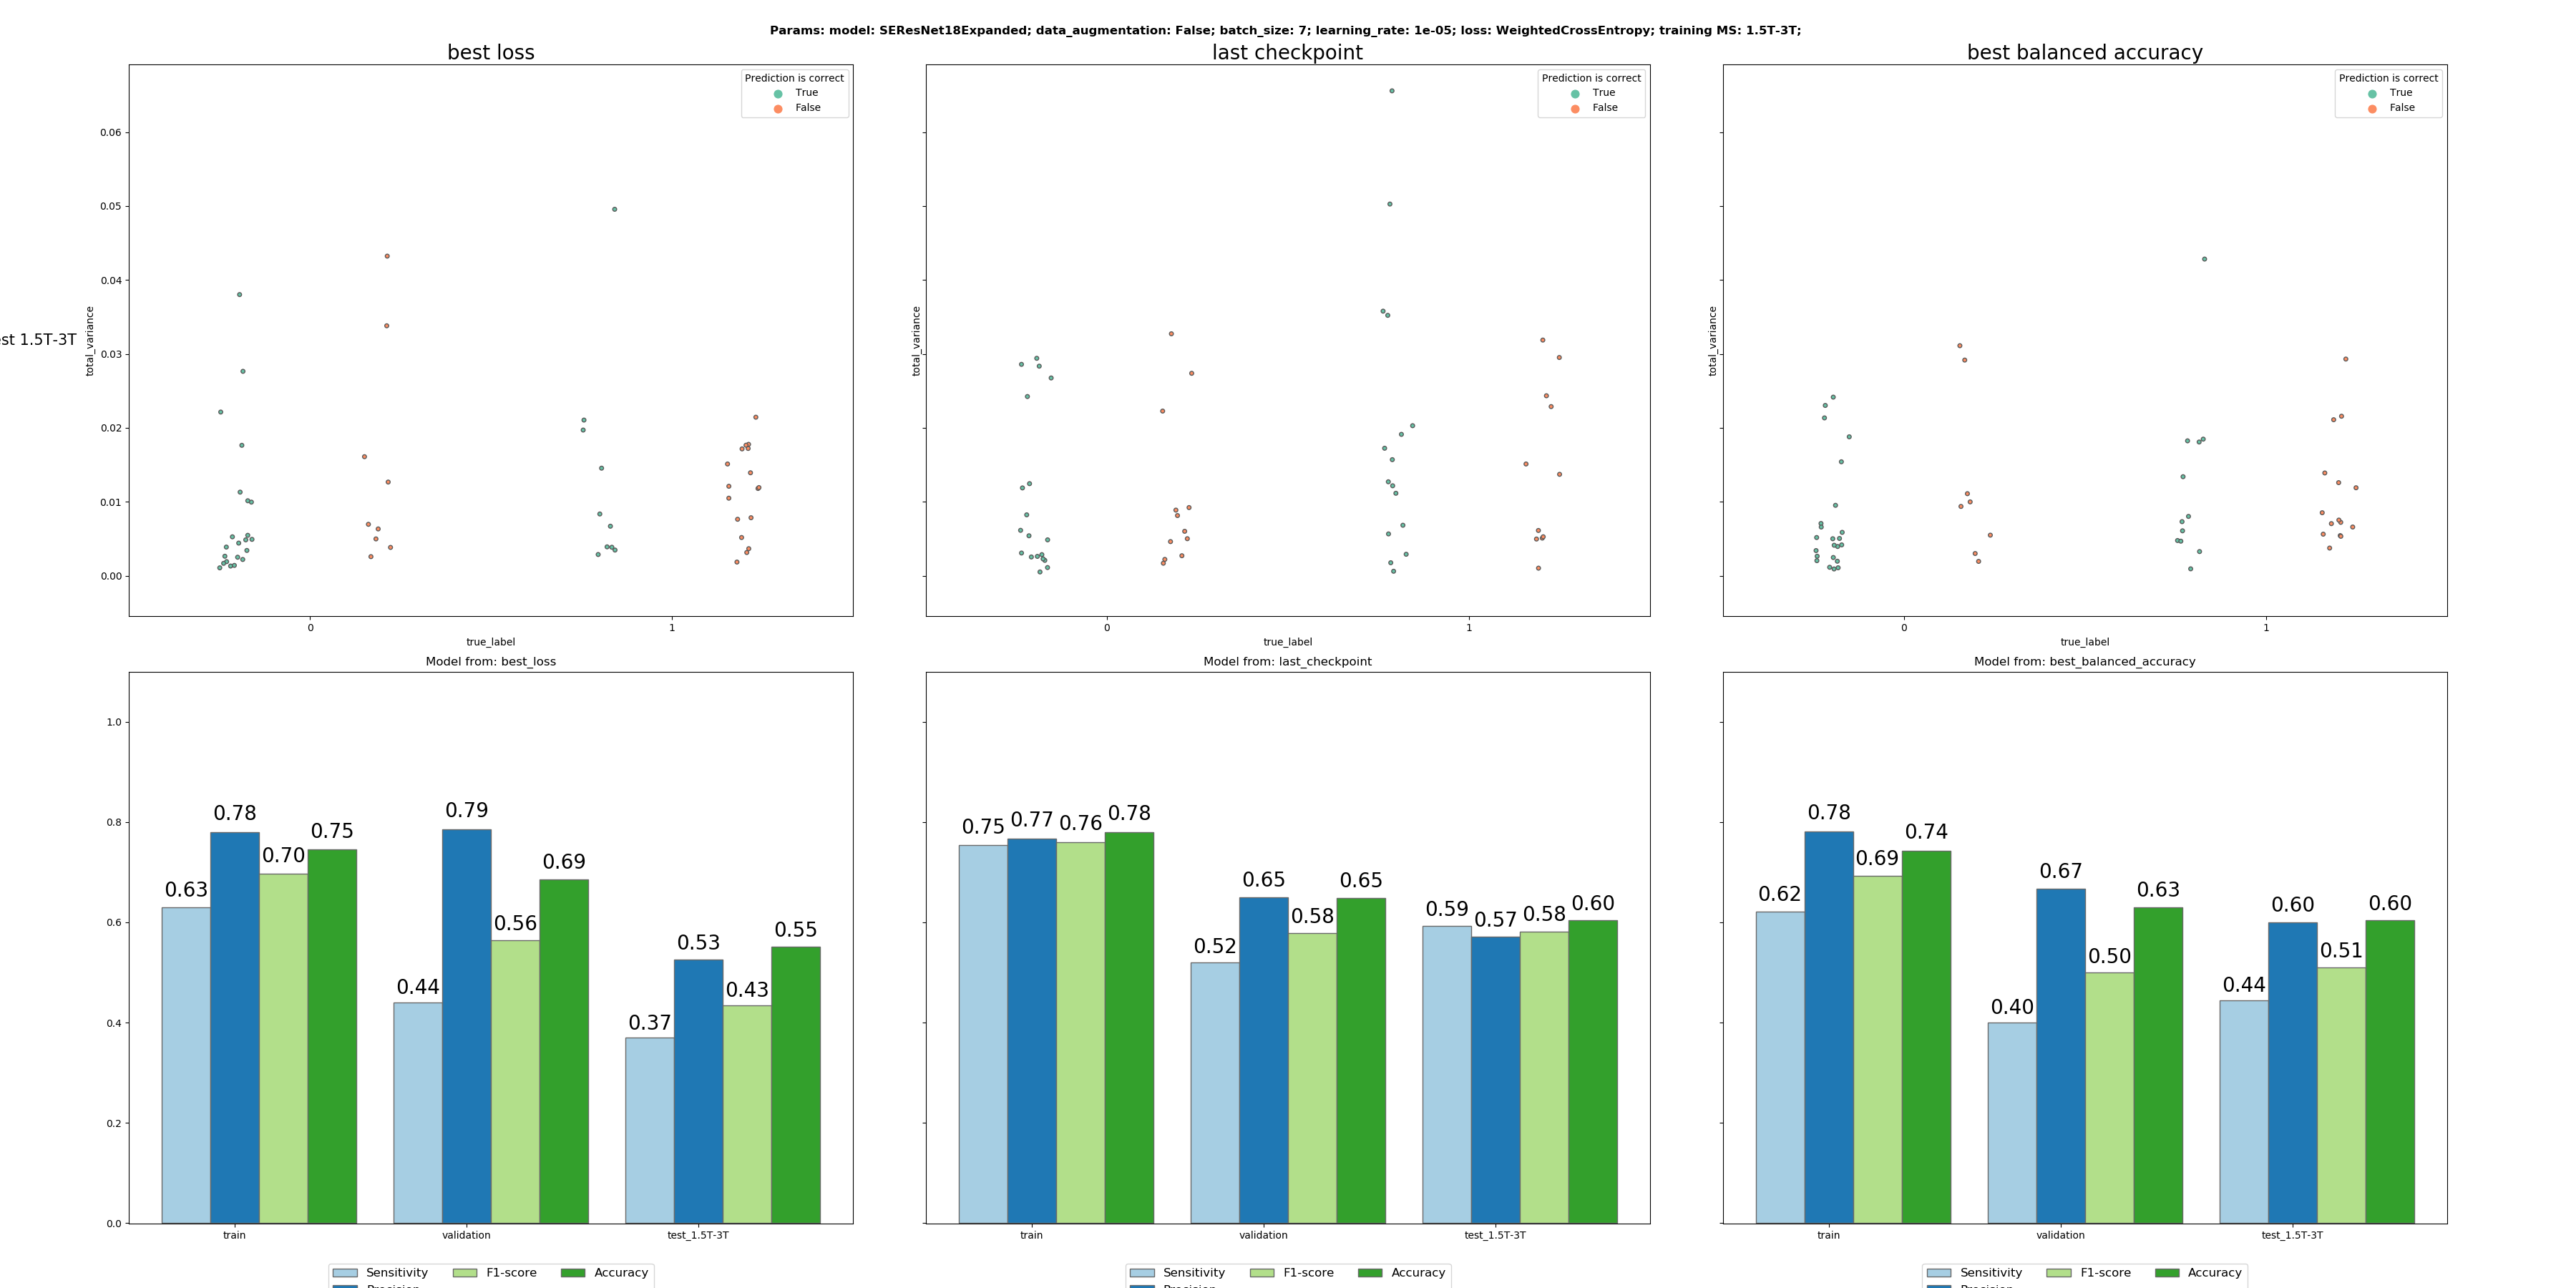 Params: model: SEResNet18Expanded; data_augmentation: False; batch_size: 7; learning_rate: 1e-05; loss: WeightedCrossEntropy; training MS: 1.5T-3T;
best loss
last checkpoint
best balanced accuracy
Prediction is correct
True
False
Prediction is correct
True
False
Prediction is correct
True
False
0.06
0.05
0.04
0.03
0.02
0.01
0.00
est 1.5T-3T
total_variance
total_variance
total_variance
0 1
0 1
0 1
true_label
true_label
true_label
Model from: best_loss
Model from: last_checkpoint
Model from: best_balanced_accuracy
1.0
0.8
0.6
0.4
0.2
0.0
0.63 0.78 0.70 0.75
0.44 0.79 0.56 0.69
0.37 0.53 0.43 0.55
0.75 0.77 0.76 0.78
0.52 0.65 0.58 0.65
0.59 0.57 0.58 0.60
0.62 0.78 0.69 0.74
0.40 0.67 0.50 0.63
0.44 0.60 0.51 0.60
train validation test_1.5T-3T
train validation test_1.5T-3T
train validation test_1.5T-3T
Sensitivity F1-score Accuracy
Sensitivity F1-score Accuracy
Sensitivity F1-score Accuracy